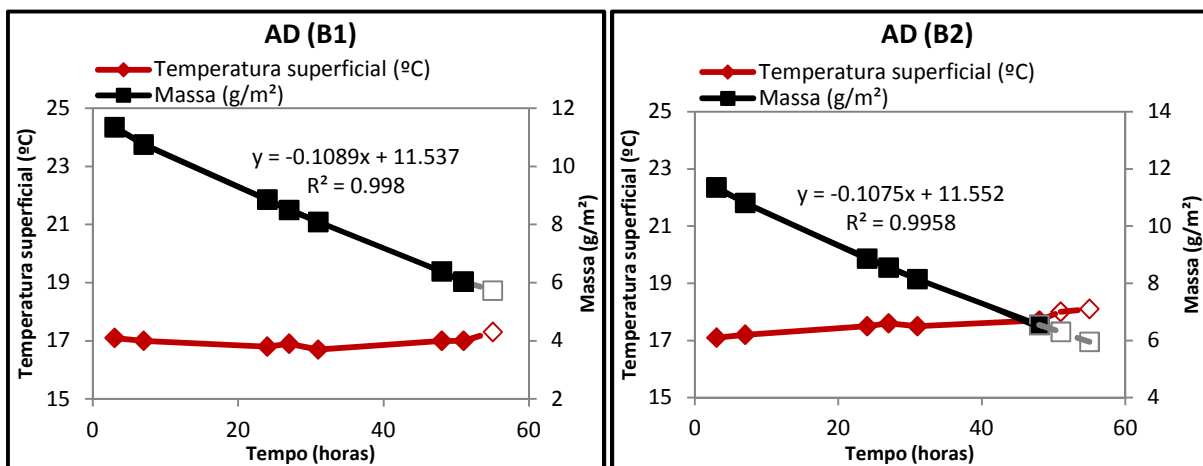 AD (B1)
Temperatura superficial (ºC)
Massa (g/m²)
25
23
21
19
17
15
12
10
8
6
4
2
0
20
40
60
Temperatura superficial (ºC)
Massa (g/m²)
Tempo (horas)
y = -0.1089x + 11.537
R² = 0.998
AD (B2)
Temperatura superficial (ºC)
Massa (g/m²)
25
23
21
19
17
15
14
12
10
8
6
4
0
20
40
60
Temperatura superficial (ºC)
Massa (g/m²)
Tempo (horas)
y = -0.1075x + 11.552
R² = 0.9958